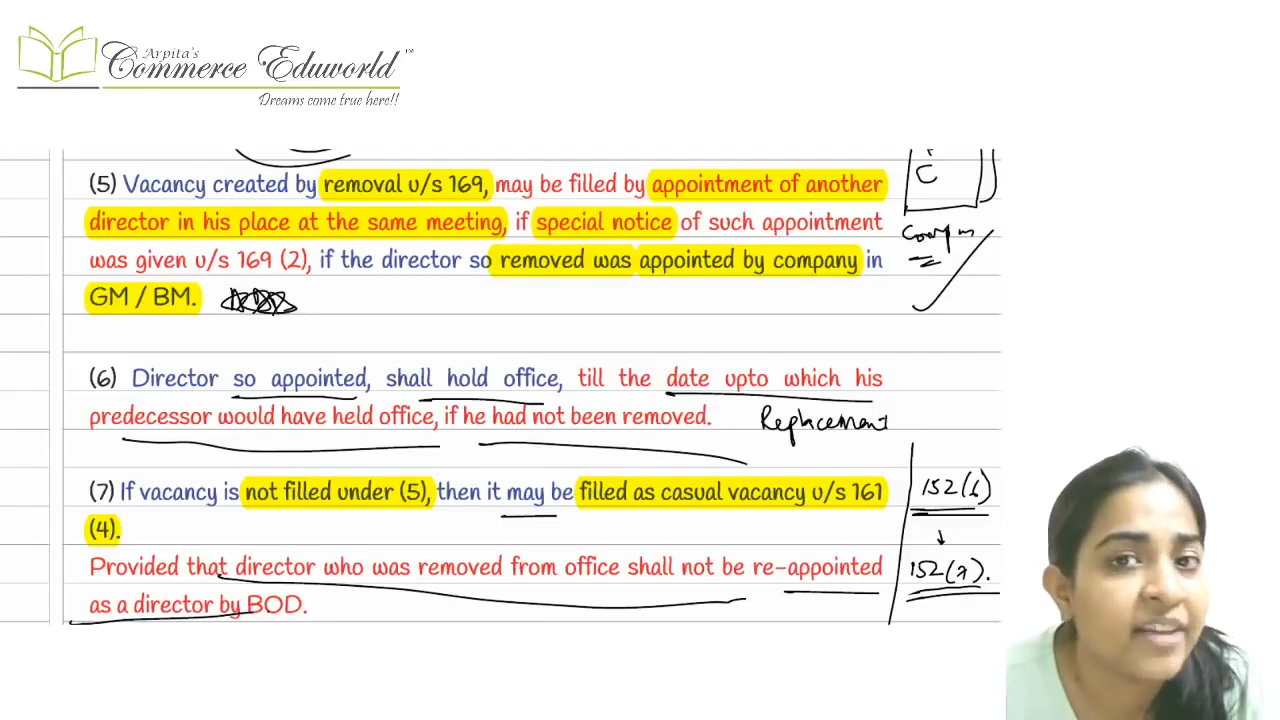 Arpita's
Commerce Eduworld™
Dreams come true here!!
C
(5) Vacancy created by removal u/s 169, may be filled by appointment of another
director in his place at the same meeting, if special notice of such appointment
was given u/s 169 (2), if the director so removed was appointed by company in
GM / BM.
(6) Director so appointed, shall hold office, till the date upto which his
predecessor would have held office, if he had not been removed.
Replacement
(7) If vacancy is not filled under (5), then it may be filled as casual vacancy u/s 161
(4).
152(6)
Provided that director who was removed from office shall not be re-appointed
152(7).
as a director by BOD.